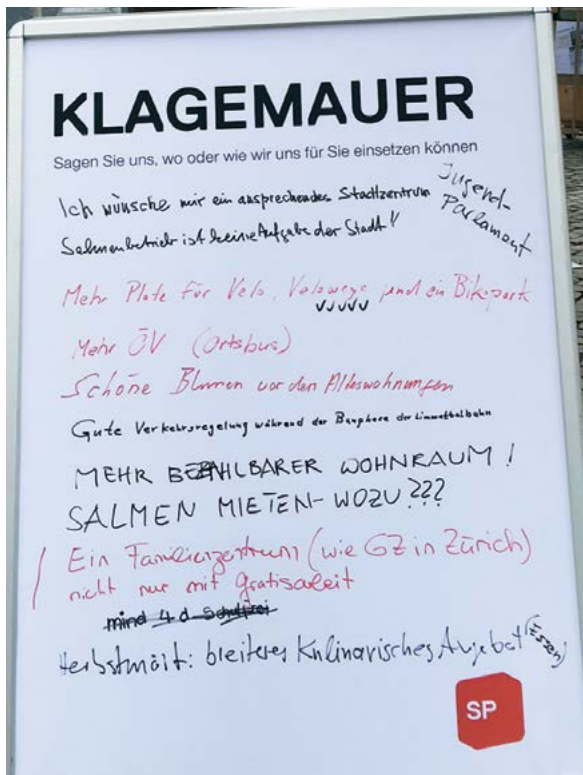 KLAGEMAUER
Sagen Sie uns, wo oder wie wir uns für Sie einsetzen können
Ich wünsche mir ein ansprechendes Stadtzentrum
Jugend-
Parlament
Salmenbetrieb ist keine Aufgabe der Stadt!!
Mehr Platz für Velo, Velowege und ein Bikepark
Mehr ÖV (Ortsbus)
Schöne Blumen vor den Alteswohnungen
Gute Verkehrsregelung während der Bauphase der Limmattalbahn
MEHR BEZAHLBARER WOHNRAUM!
SALMEN MIETEN-WOZU???
Ein Familienzentrum (wie GZ in Zürich)
nicht nur mit Gratisarbeit
mind 4 d
Herbstmärt: breiteres Kulinarisches Angebot (Essen)
SP